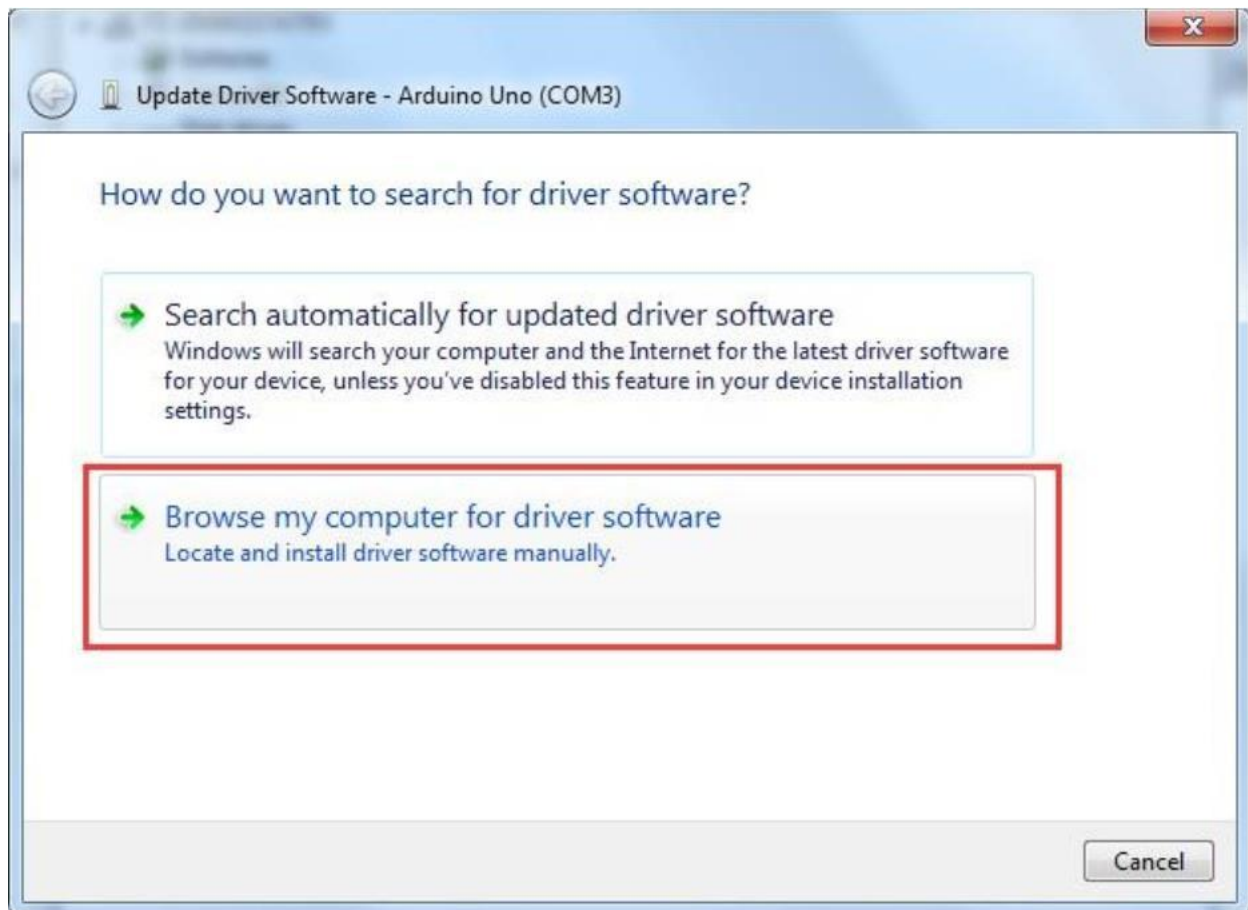 Update Driver Software - Arduino Uno (COM3)
How do you want to search for driver software?
Search automatically for updated driver software
Windows will search your computer and the Internet for the latest driver software
for your device, unless you've disabled this feature in your device installation
settings.
Browse my computer for driver software
Locate and install driver software manually.
Cancel